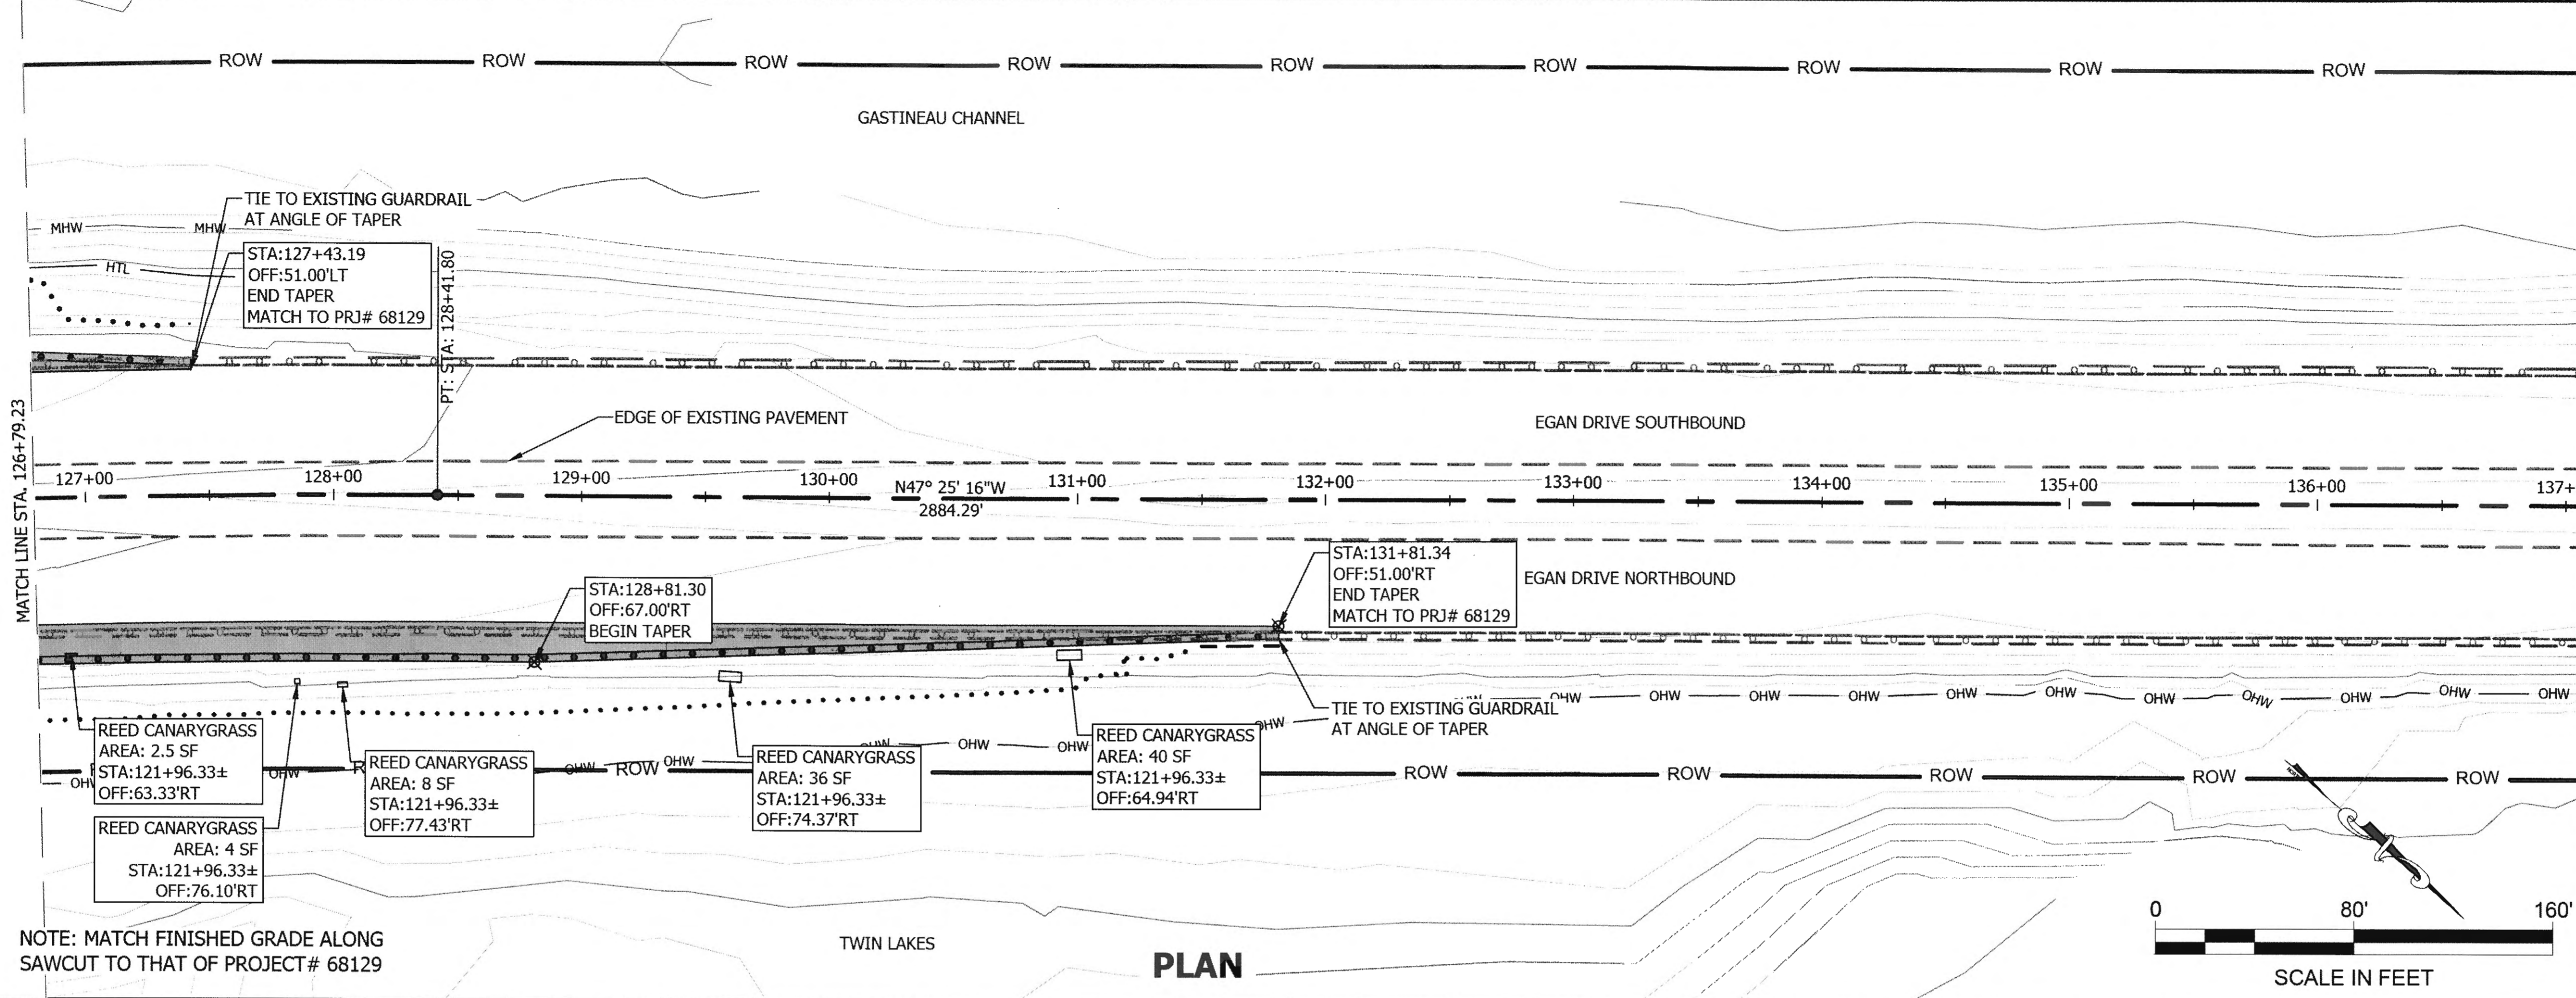 ROW ROW ROW ROW ROW ROW ROW ROW ROW
GASTINEAU CHANNEL
TIE TO EXISTING GUARDRAIL
AT ANGLE OF TAPER
MHW MHW
HTL
STA:127+43.19
OFF:51.00'LT
END TAPER
MATCH TO PRJ# 68129
PT: STA: 128+41.80
MATCH LINE STA. 126+79.23
EDGE OF EXISTING PAVEMENT
EGAN DRIVE SOUTHBOUND
127+00 128+00 129+00 130+00 131+00 132+00 133+00 134+00 135+00 136+00 137+
N47° 25' 16"W
2884.29'
STA:131+81.34
OFF:51.00'RT
END TAPER
MATCH TO PRJ# 68129
EGAN DRIVE NORTHBOUND
STA:128+81.30
OFF:67.00'RT
BEGIN TAPER
OHW OHW OHW OHW OHW OHW OHW OHW OHW OHW OHW
TIE TO EXISTING GUARDRAIL
AT ANGLE OF TAPER
OHW OHW OHW OHW OHW OHW
ROW ROW ROW ROW ROW ROW
REED CANARYGRASS
AREA: 2.5 SF
STA:121+96.33±
OFF:63.33'RT
REED CANARYGRASS
AREA: 8 SF
STA:121+96.33±
OFF:77.43'RT
REED CANARYGRASS
AREA: 36 SF
STA:121+96.33±
OFF:74.37'RT
REED CANARYGRASS
AREA: 40 SF
STA:121+96.33±
OFF:64.94'RT
REED CANARYGRASS
AREA: 4 SF
STA:121+96.33±
OFF:76.10'RT
NOTE: MATCH FINISHED GRADE ALONG
SAWCUT TO THAT OF PROJECT# 68129
TWIN LAKES
PLAN
0 80' 160'
SCALE IN FEET